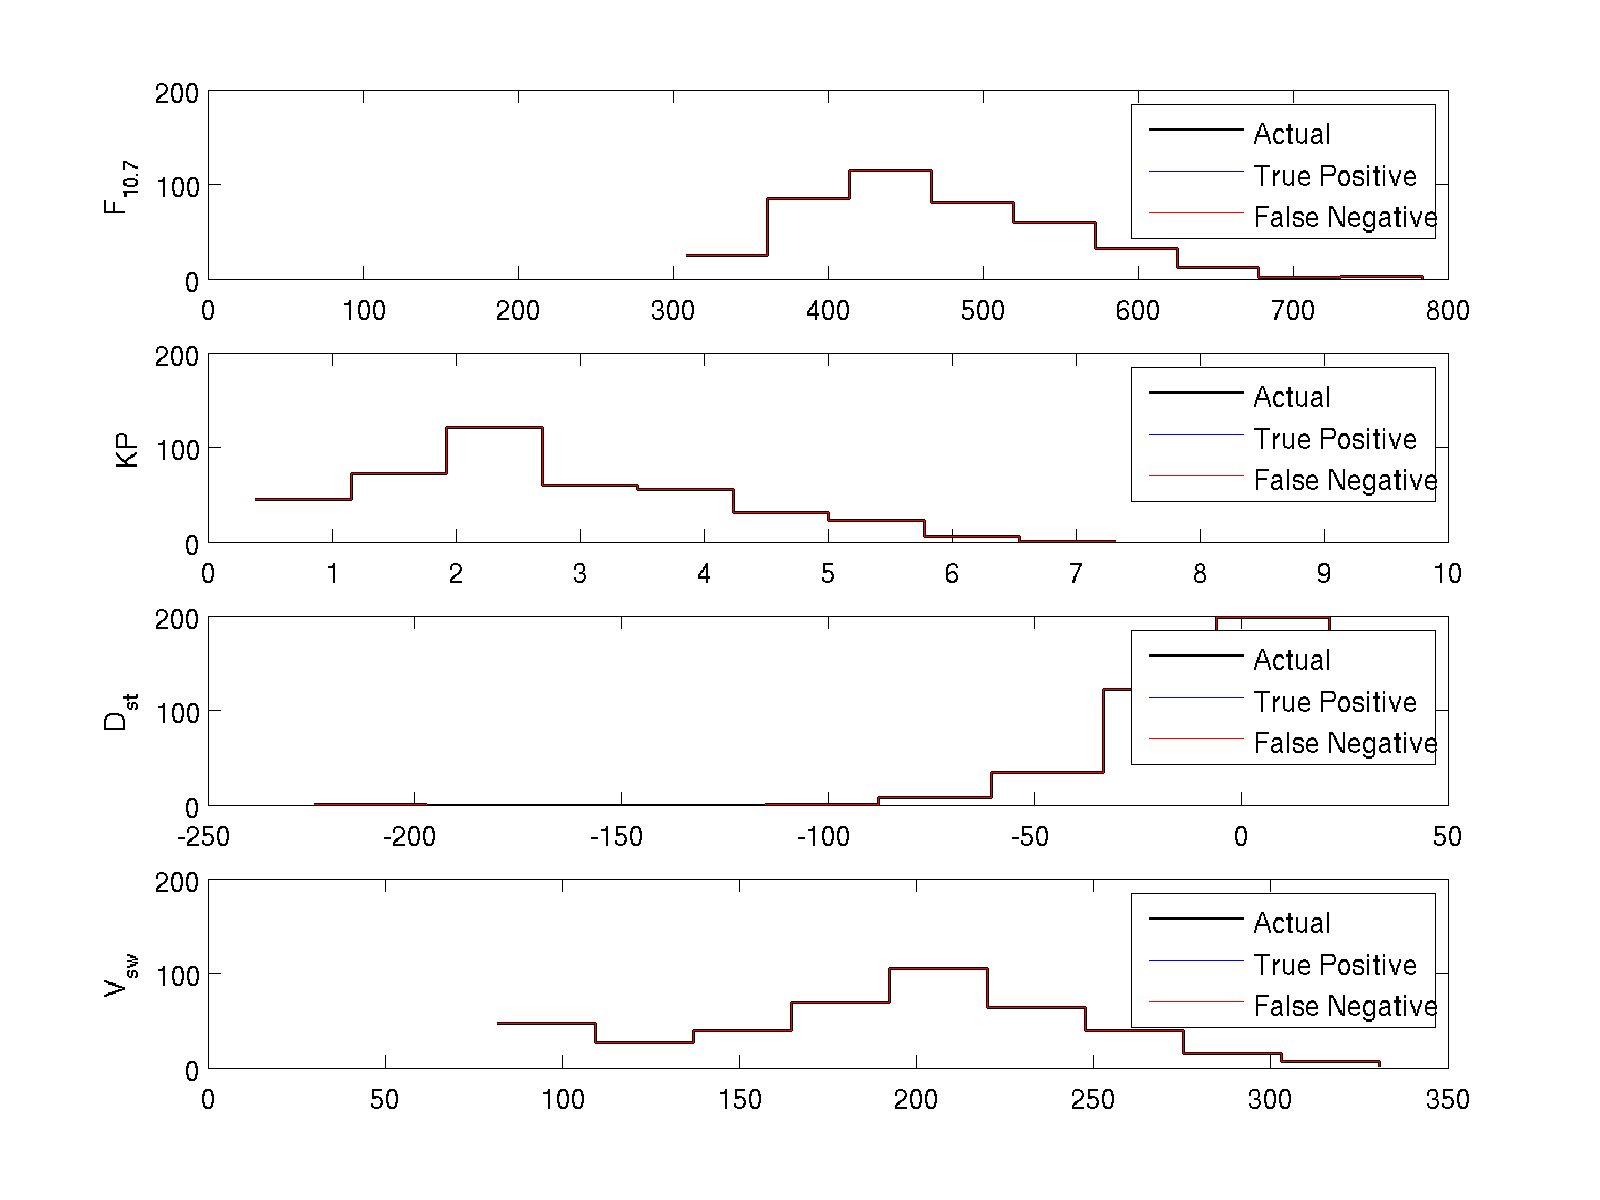 200
100
0
F10.7
Actual
True Positive
False Negative
0 100 200 300 400 500 600 700 800
200
100
0
KP
Actual
True Positive
False Negative
0 1 2 3 4 5 6 7 8 9 10
200
100
0
Dst
Actual
True Positive
False Negative
-250 -200 -150 -100 -50 0 50
200
100
0
Vsw
Actual
True Positive
False Negative
0 50 100 150 200 250 300 350